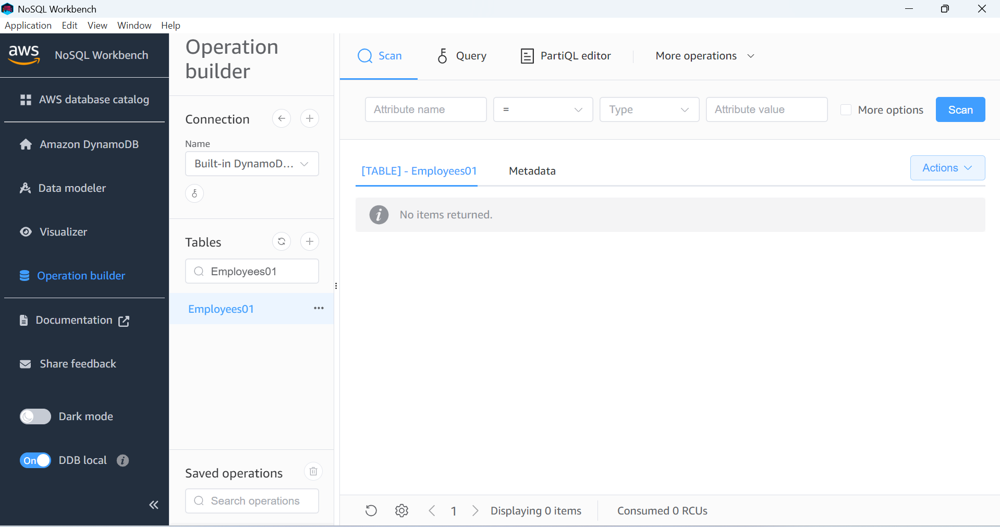 NoSQL Workbench
Application Edit View Window Help
aws NoSQL Workbench
AWS database catalog
Amazon DynamoDB
Data modeler
Visualizer
Operation builder
Documentation
Share feedback
Dark mode
On DDB local
Operation
builder
Connection
Name
Built-in DynamoD...
Tables
Employees01
Employees01
Saved operations
Search operations
Scan Query PartiQL editor More operations
Attribute name = Type Attribute value More options Scan
[TABLE] - Employees01 Metadata Actions
No items returned.
1 Displaying 0 items Consumed 0 RCUs